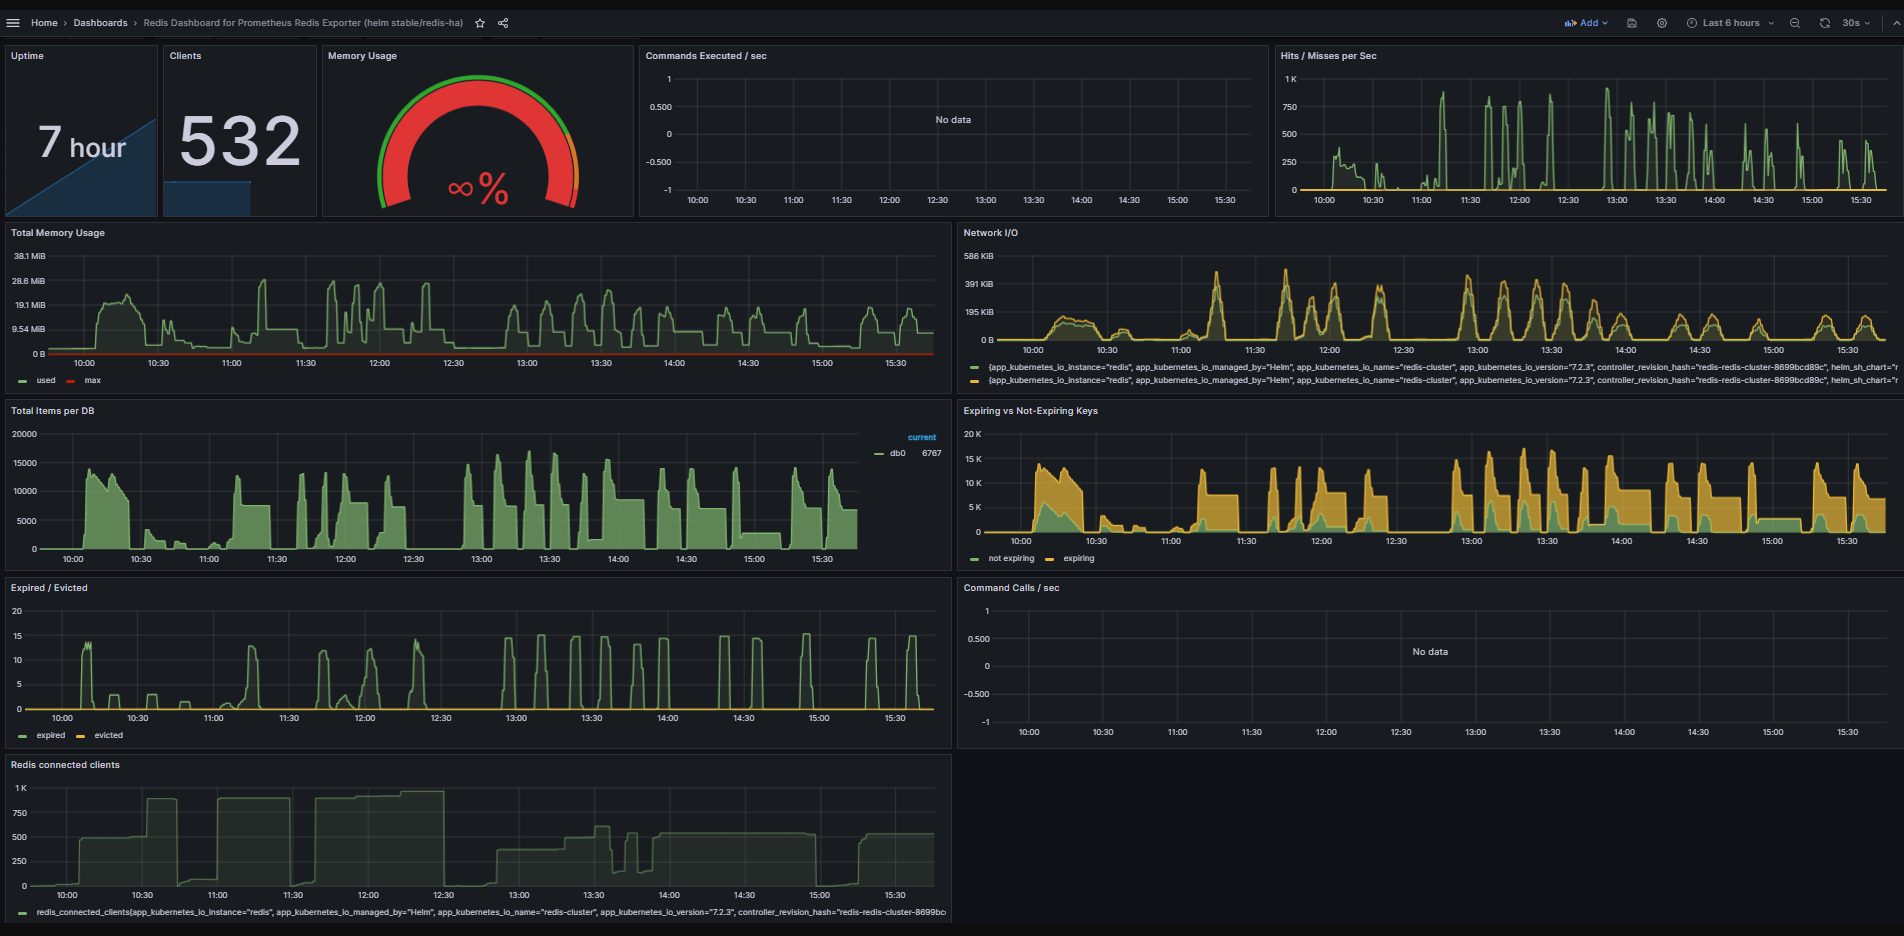 Home › Dashboards › Redis Dashboard for Prometheus Redis Exporter (helm stable/redis-ha)
Add
Last 6 hours
30s
Uptime
7 hour
Clients
532
Memory Usage
∞%
Commands Executed / sec
1
0.500
0
-0.500
-1
No data
10:00 10:30 11:00 11:30 12:00 12:30 13:00 13:30 14:00 14:30 15:00 15:30
Hits / Misses per Sec
1 K
750
500
250
0
10:00 10:30 11:00 11:30 12:00 12:30 13:00 13:30 14:00 14:30 15:00 15:30
Total Memory Usage
38.1 MiB
28.6 MiB
19.1 MiB
9.54 MiB
0 B
10:00 10:30 11:00 11:30 12:00 12:30 13:00 13:30 14:00 14:30 15:00 15:30
used max
Network I/O
586 KiB
391 KiB
195 KiB
0 B
10:00 10:30 11:00 11:30 12:00 12:30 13:00 13:30 14:00 14:30 15:00 15:30
{app_kubernetes_io_instance="redis", app_kubernetes_io_managed_by="Helm", app_kubernetes_io_name="redis-cluster", app_kubernetes_io_version="7.2.3", controller_revision_hash="redis-redis-cluster-8699bcd89c", helm_sh_chart="r
{app_kubernetes_io_instance="redis", app_kubernetes_io_managed_by="Helm", app_kubernetes_io_name="redis-cluster", app_kubernetes_io_version="7.2.3", controller_revision_hash="redis-redis-cluster-8699bcd89c", helm_sh_chart="r
Total Items per DB
20000
15000
10000
5000
0
10:00 10:30 11:00 11:30 12:00 12:30 13:00 13:30 14:00 14:30 15:00 15:30
current
db0 6767
Expiring vs Not-Expiring Keys
20 K
15 K
10 K
5 K
0
10:00 10:30 11:00 11:30 12:00 12:30 13:00 13:30 14:00 14:30 15:00 15:30
not expiring expiring
Expired / Evicted
20
15
10
5
0
10:00 10:30 11:00 11:30 12:00 12:30 13:00 13:30 14:00 14:30 15:00 15:30
expired evicted
Command Calls / sec
1
0.500
0
-0.500
-1
No data
10:00 10:30 11:00 11:30 12:00 12:30 13:00 13:30 14:00 14:30 15:00 15:30
Redis connected clients
1 K
750
500
250
0
10:00 10:30 11:00 11:30 12:00 12:30 13:00 13:30 14:00 14:30 15:00 15:30
redis_connected_clients{app_kubernetes_io_instance="redis", app_kubernetes_io_managed_by="Helm", app_kubernetes_io_name="redis-cluster", app_kubernetes_io_version="7.2.3", controller_revision_hash="redis-redis-cluster-8699bc